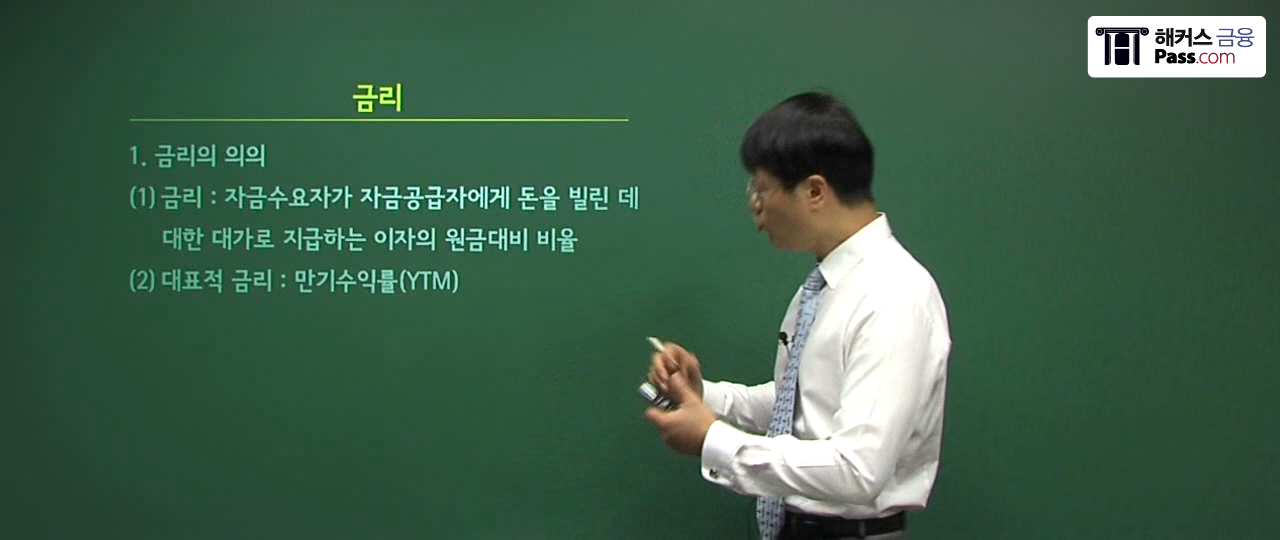 해커스 금융
Pass.com
금리
1. 금리의 의의
(1) 금리 : 자금수요자가 자금공급자에게 돈을 빌린 데
대한 대가로 지급하는 이자의 원금대비 비율
(2) 대표적 금리 : 만기수익률(YTM)